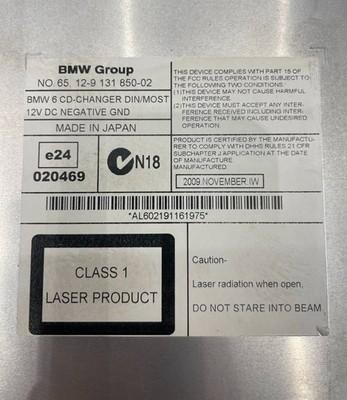 BMW Group
NO. 65. 12-9 131 850-02
BMW 6 CD-CHANGER DIN/MOST
12V DC NEGATIVE GND
MADE IN JAPAN
THIS DEVICE COMPLIES WITH PART 15 OF
THE FCC RULES OPERATION IS SUBJECT TO
THE FOLLOWING TWO CONDITIONS:
(1)THIS DEVICE MAY NOT CAUSE HARMFUL
INTERFERENCE.
(2)THIS DEVICE MUST ACCEPT ANY INTER-
FERENCE RECEIVED INCLUDING INTER-
FERENCE THAT MAY CAUSE UNDESIRED
OPERATION.
e24
020469
N18
PRODUCT IS CERTIFIED BY THE MANUFACTU-
RER TO COMPLY WITH DHHS RULES 21 CFR
SUBCHAPTER J APPLICATION AT THE DATE
OF MANUFACTURE.
MANUFACTURED
2009.NOVEMBER.IW
*AL602191161975*
CLASS 1
LASER PRODUCT
Caution-
Laser radiation when open,
DO NOT STARE INTO BEAM